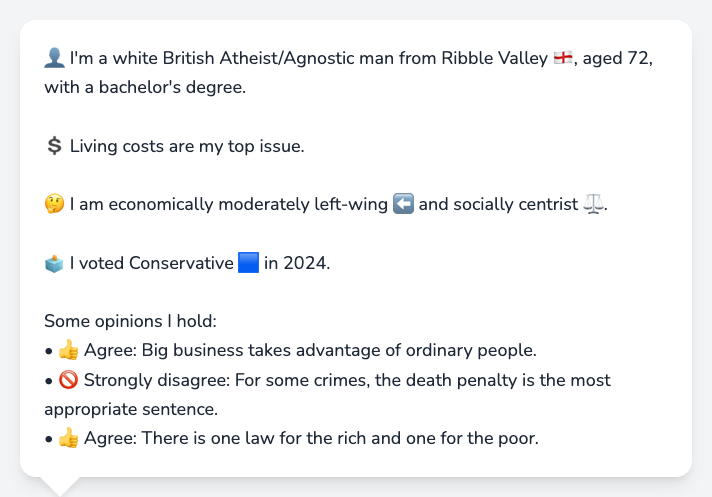 👤 I'm a white British Atheist/Agnostic man from Ribble Valley 🏴󠁧󠁢󠁥󠁮󠁧󠁿, aged 72,
with a bachelor's degree.
💲 Living costs are my top issue.
🤔 I am economically moderately left-wing ⬅️ and socially centrist ⚖️.
🗳️ I voted Conservative 🟦 in 2024.
Some opinions I hold:
• 👍 Agree: Big business takes advantage of ordinary people.
• 🚫 Strongly disagree: For some crimes, the death penalty is the most
appropriate sentence.
• 👍 Agree: There is one law for the rich and one for the poor.